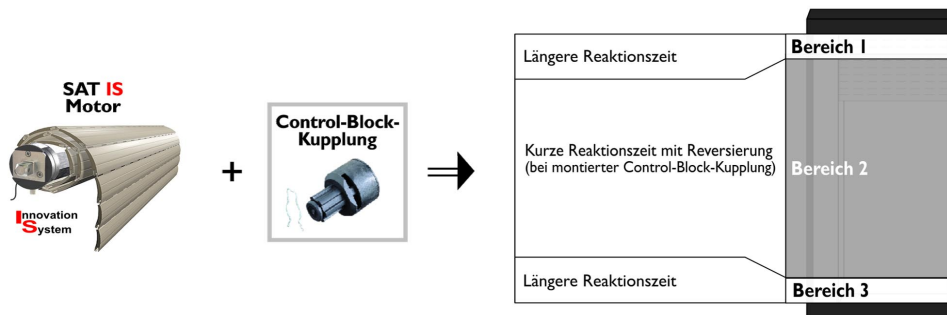 SAT IS
Motor
Innovation
System
+
Control-Block-
Kupplung
Längere Reaktionszeit
Bereich 1
Kurze Reaktionszeit mit Reversierung
(bei montierter Control-Block-Kupplung)
Bereich 2
Längere Reaktionszeit
Bereich 3